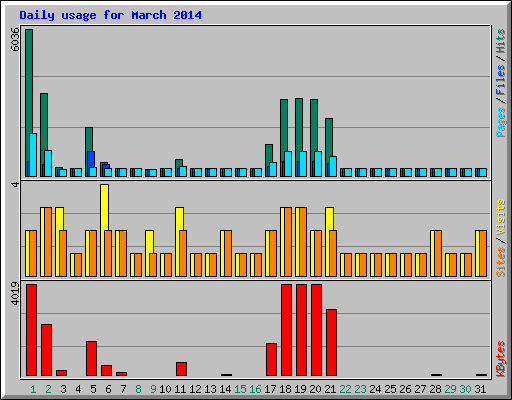 Daily usage for March 2014
6036
Pages/Files/Hits
4
Sites/Visits
4019
KBytes
1 2 3 4 5 6 7 8 9 10 11 12 13 14 15 16 17 18 19 20 21 22 23 24 25 26 27 28 29 30 31